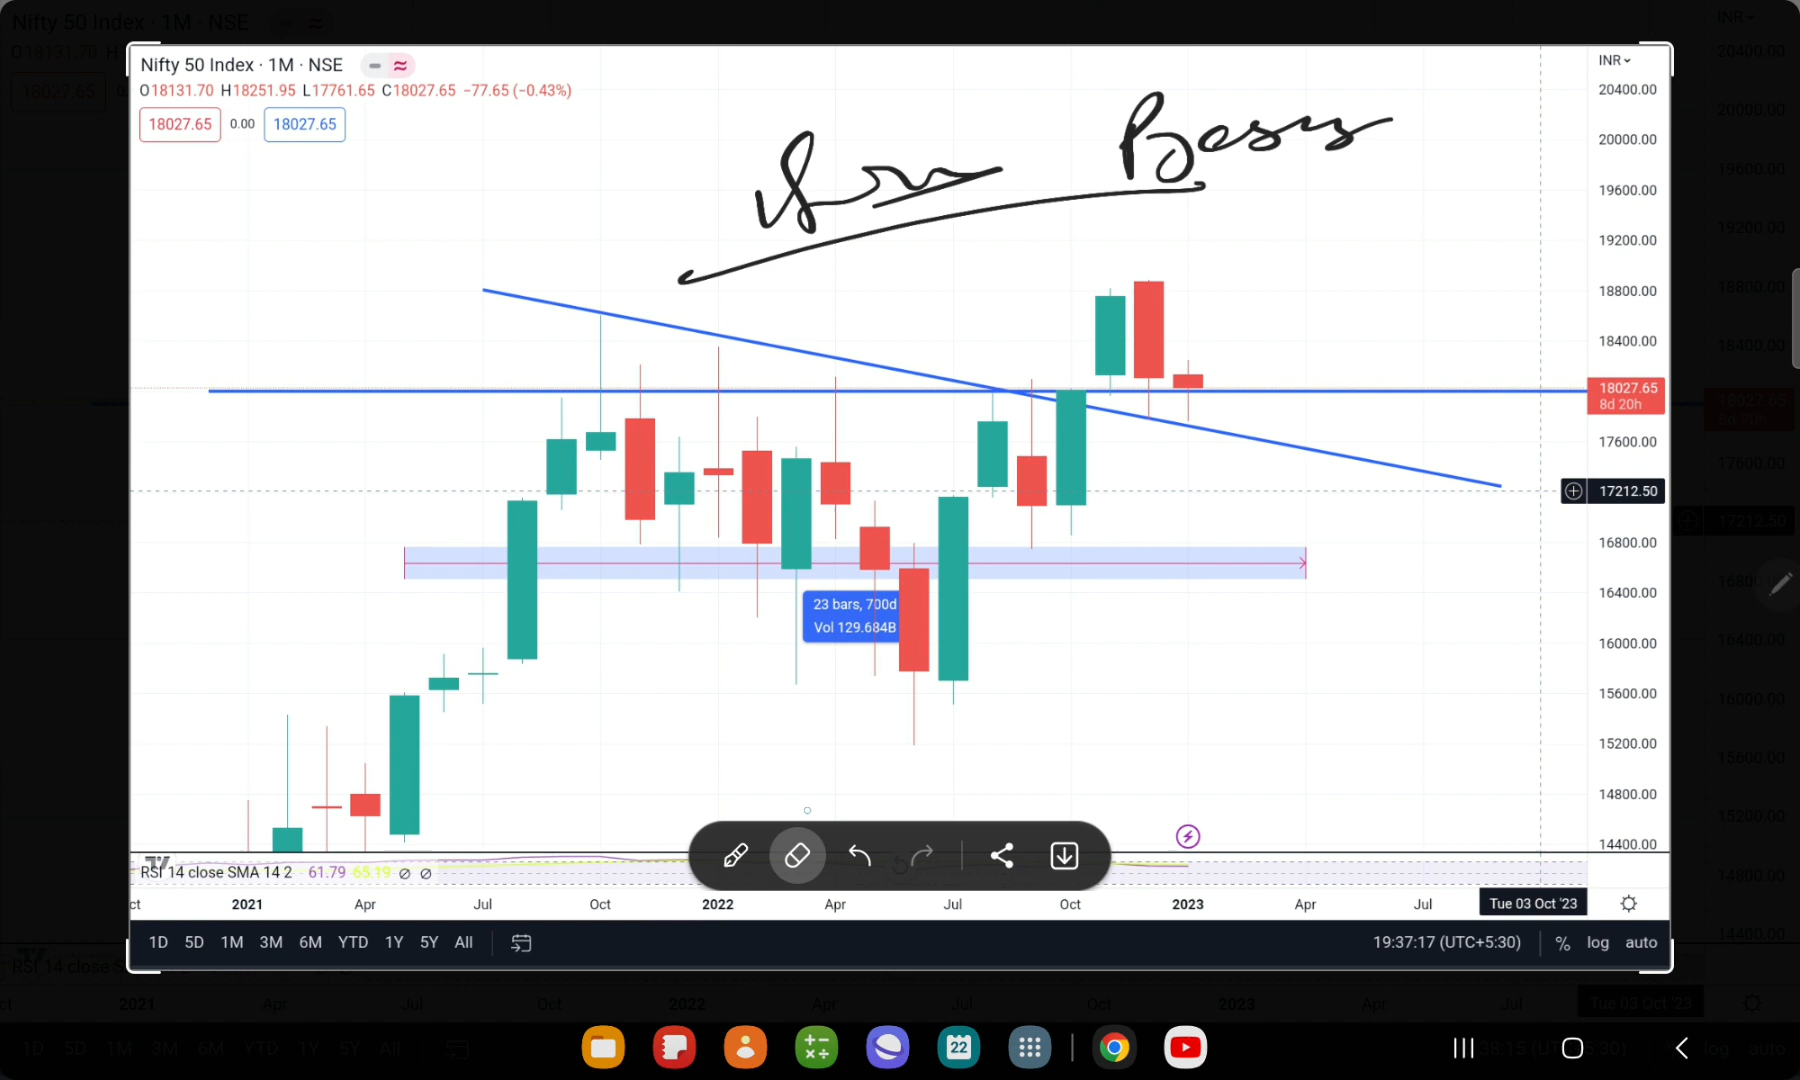 Nifty 50 Index · 1M · NSE
O18131.70 H18251.95 L17761.65 C18027.65 −77.65 (−0.43%)
18027.65 0.00 18027.65
INR
20400.00
20000.00
19600.00
19200.00
18800.00
18400.00
18027.65
8d 20h
17600.00
17212.50
16800.00
16400.00
16000.00
15600.00
15200.00
14800.00
14400.00
23 bars, 700d
Vol 129.684B
RSI 14 close SMA 14 2 61.79 65.19 ∅ ∅
ct 2021 Apr Jul Oct 2022 Apr Jul Oct 2023 Apr Jul Tue 03 Oct '23
1D 5D 1M 3M 6M YTD 1Y 5Y All 19:37:17 (UTC+5:30) % log auto
22